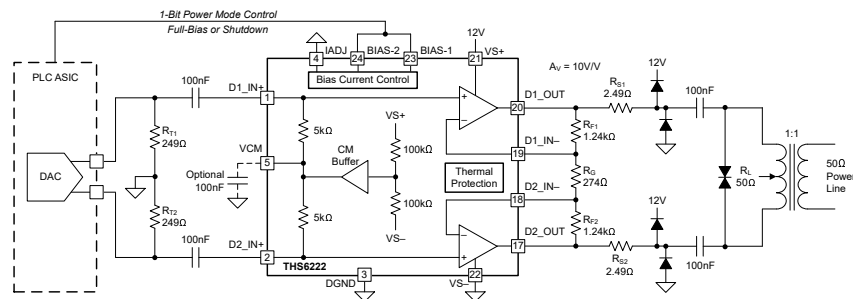 1-Bit Power Mode Control
Full-Bias or Shutdown
12V
IADJ
BIAS-2
BIAS-1
VS+
4
24
23
21
Bias Current Control
AV = 10V/V
PLC ASIC
100nF
D1_IN+
1
D1_OUT
20
RS1
2.49Ω
12V
100nF
RT1
249Ω
5kΩ
VS+
100kΩ
RF1
1.24kΩ
D1_IN–
19
1:1
VCM
5
CM
Buffer
DAC
Optional
100nF
Thermal
Protection
RG
274Ω
RL
50Ω
50Ω
Power
Line
D2_IN–
18
RT2
249Ω
5kΩ
100kΩ
VS–
RF2
1.24kΩ
12V
D2_OUT
17
100nF
D2_IN+
2
RS2
2.49Ω
100nF
THS6222
3
DGND
22
VS–